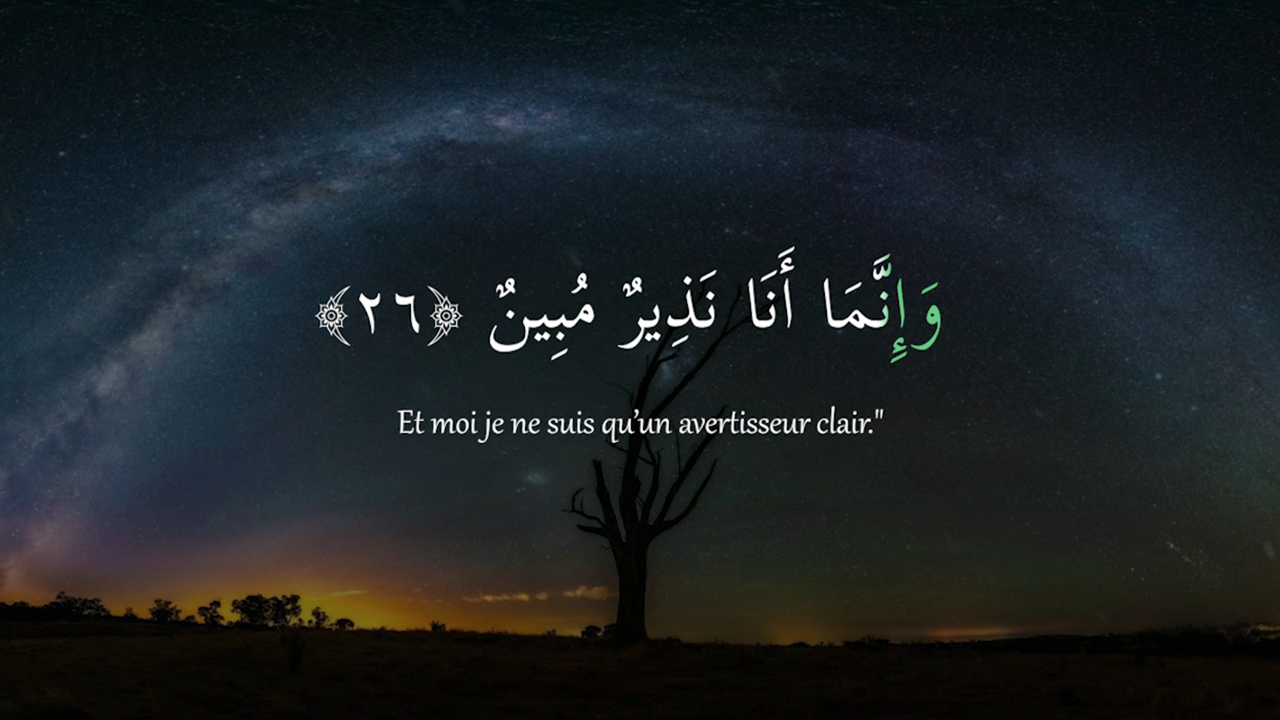 وَإِنَّمَا أَنَا نَذِيرٌ مُبِينٌ ﴿٢٦﴾
Et moi je ne suis qu'un avertisseur clair."